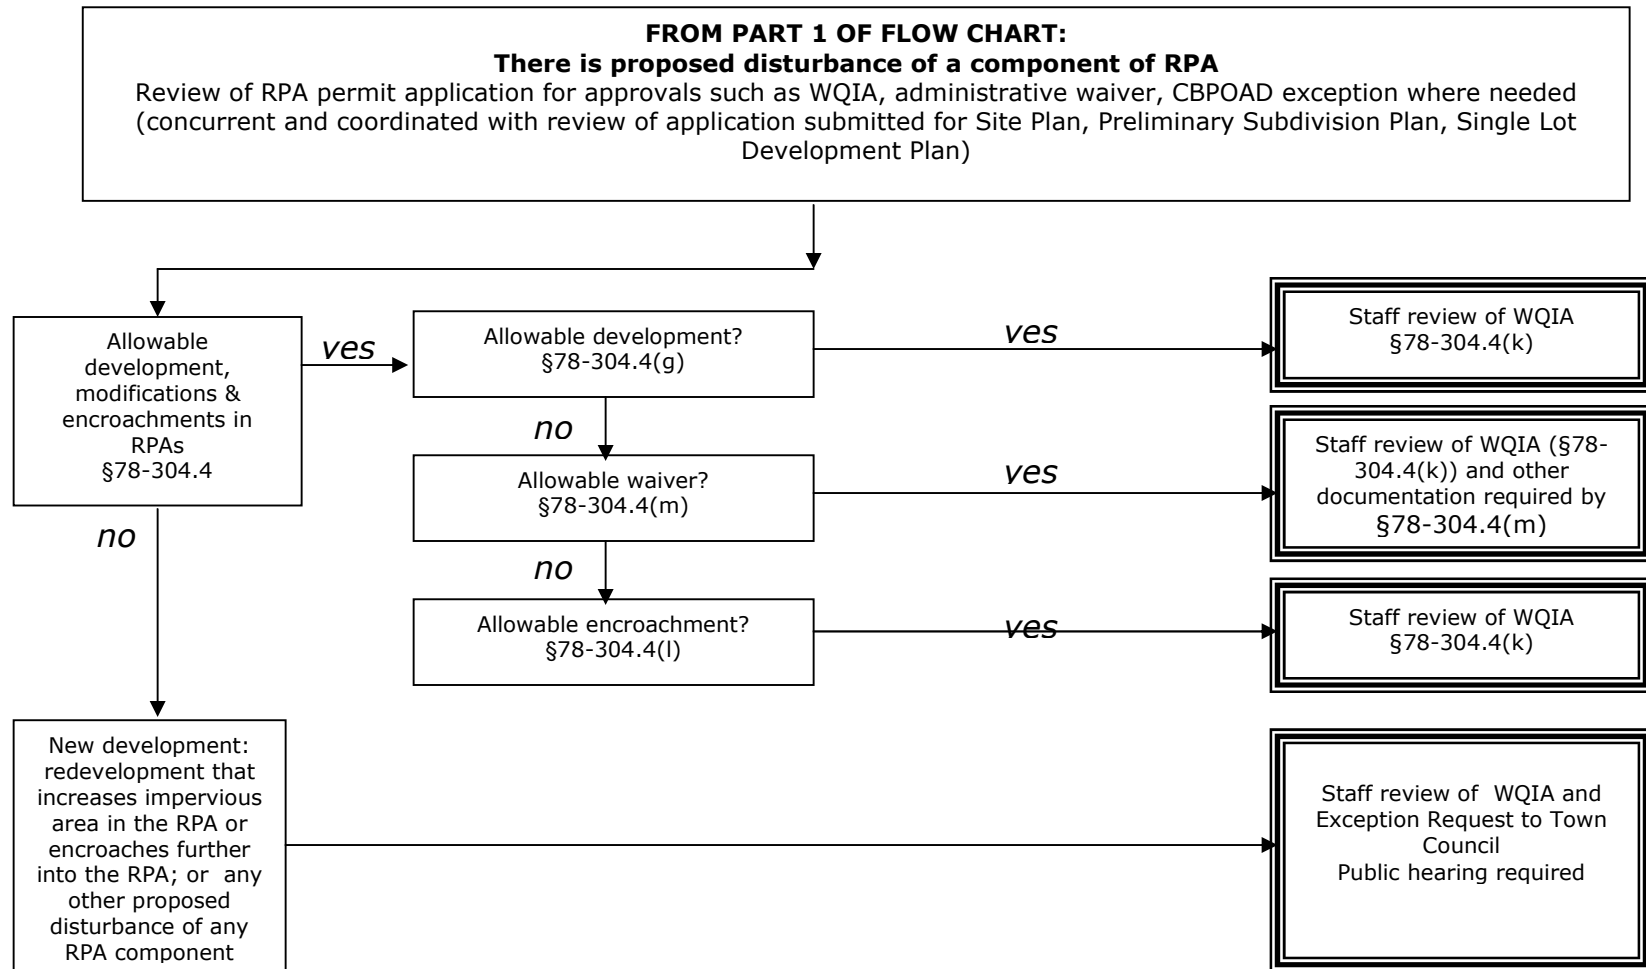 FROM PART 1 OF FLOW CHART:
There is proposed disturbance of a component of RPA
Review of RPA permit application for approvals such as WQIA, administrative waiver, CBPOAD exception where needed
(concurrent and coordinated with review of application submitted for Site Plan, Preliminary Subdivision Plan, Single Lot
Development Plan)
Allowable
development,
modifications &
encroachments in
RPAs
§78-304.4
yes
Allowable development?
§78-304.4(g)
yes
Staff review of WQIA
§78-304.4(k)
no
Allowable waiver?
§78-304.4(m)
yes
Staff review of WQIA (§78-
304.4(k)) and other
documentation required by
§78-304.4(m)
no
Allowable encroachment?
§78-304.4(l)
yes
Staff review of WQIA
§78-304.4(k)
no
New development:
redevelopment that
increases impervious
area in the RPA or
encroaches further
into the RPA; or any
other proposed
disturbance of any
RPA component
Staff review of WQIA and
Exception Request to Town
Council
Public hearing required